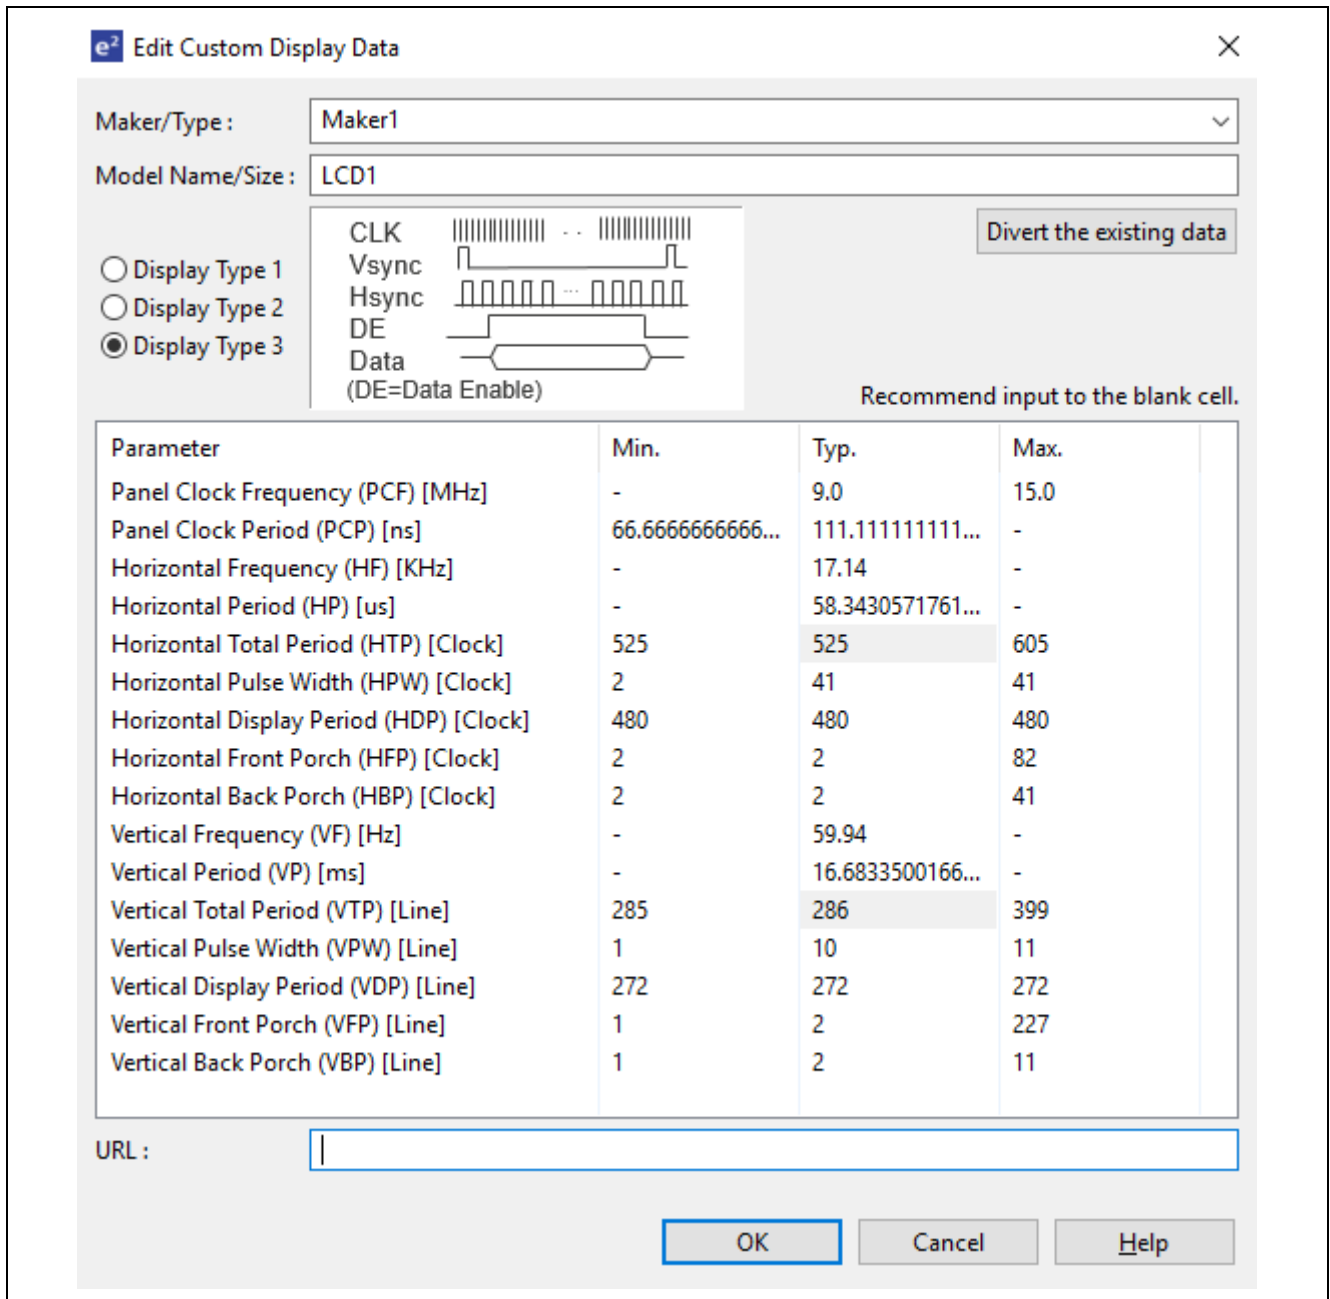 e² Edit Custom Display Data
Maker/Type : Maker1
Model Name/Size : LCD1
Divert the existing data
Display Type 1
Display Type 2
Display Type 3
CLK
Vsync
Hsync
DE
Data
(DE=Data Enable)
Recommend input to the blank cell.
Parameter Min. Typ. Max.
Panel Clock Frequency (PCF) [MHz] - 9.0 15.0
Panel Clock Period (PCP) [ns] 66.6666666666... 111.111111111... -
Horizontal Frequency (HF) [KHz] - 17.14 -
Horizontal Period (HP) [us] - 58.3430571761... -
Horizontal Total Period (HTP) [Clock] 525 525 605
Horizontal Pulse Width (HPW) [Clock] 2 41 41
Horizontal Display Period (HDP) [Clock] 480 480 480
Horizontal Front Porch (HFP) [Clock] 2 2 82
Horizontal Back Porch (HBP) [Clock] 2 2 41
Vertical Frequency (VF) [Hz] - 59.94 -
Vertical Period (VP) [ms] - 16.6833500166... -
Vertical Total Period (VTP) [Line] 285 286 399
Vertical Pulse Width (VPW) [Line] 1 10 11
Vertical Display Period (VDP) [Line] 272 272 272
Vertical Front Porch (VFP) [Line] 1 2 227
Vertical Back Porch (VBP) [Line] 1 2 11
URL :
OK Cancel Help